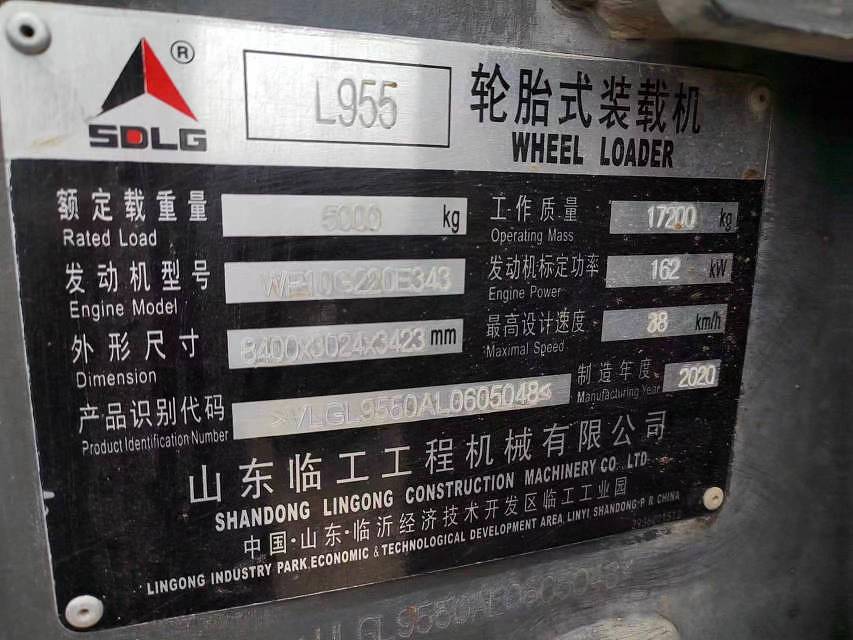 SDLG ®
L955
轮胎式装载机
WHEEL LOADER
额定载重量 5000 kg
Rated Load
工作质量 17200 kg
Operating Mass
发动机型号 WP10G220E343
Engine Model
发动机标定功率 162 kW
Engine Power
外形尺寸 8400x3024x3423 mm
Dimension
最高设计速度 38 km/h
Maximal Speed
产品识别代码 >VLGL9550AL0605048<
Product Identification Number
制造年度 2020
Manufacturing Year
山东临工工程机械有限公司
SHANDONG LINGONG CONSTRUCTION MACHINERY CO. LTD
中国·山东·临沂经济技术开发区临工工业园
LINGONG INDUSTRY PARK,ECONOMIC & TECHNOLOGICAL DEVELOPMENT AREA, LINYI SHANDONG, P. R. CHINA